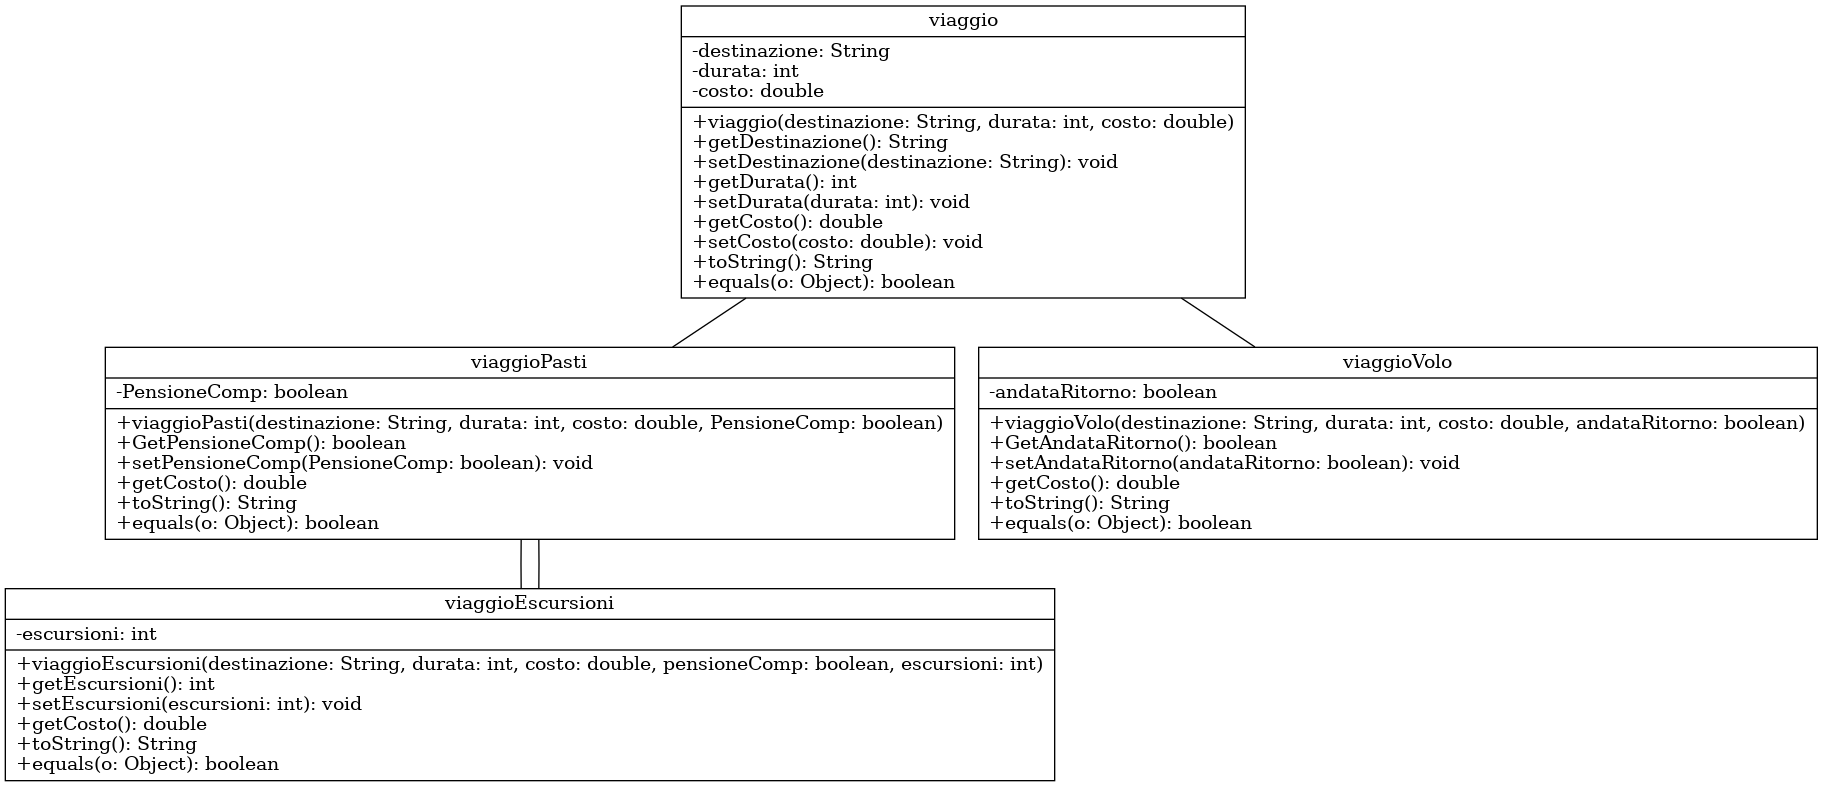 viaggio
-destinazione: String
-durata: int
-costo: double
+viaggio(destinazione: String, durata: int, costo: double)
+getDestinazione(): String
+setDestinazione(destinazione: String): void
+getDurata(): int
+setDurata(durata: int): void
+getCosto(): double
+setCosto(costo: double): void
+toString(): String
+equals(o: Object): boolean
viaggioPasti
-PensioneComp: boolean
+viaggioPasti(destinazione: String, durata: int, costo: double, PensioneComp: boolean)
+GetPensioneComp(): boolean
+setPensioneComp(PensioneComp: boolean): void
+getCosto(): double
+toString(): String
+equals(o: Object): boolean
viaggioVolo
-andataRitorno: boolean
+viaggioVolo(destinazione: String, durata: int, costo: double, andataRitorno: boolean)
+GetAndataRitorno(): boolean
+setAndataRitorno(andataRitorno: boolean): void
+getCosto(): double
+toString(): String
+equals(o: Object): boolean
viaggioEscursioni
-escursioni: int
+viaggioEscursioni(destinazione: String, durata: int, costo: double, pensioneComp: boolean, escursioni: int)
+getEscursioni(): int
+setEscursioni(escursioni: int): void
+getCosto(): double
+toString(): String
+equals(o: Object): boolean